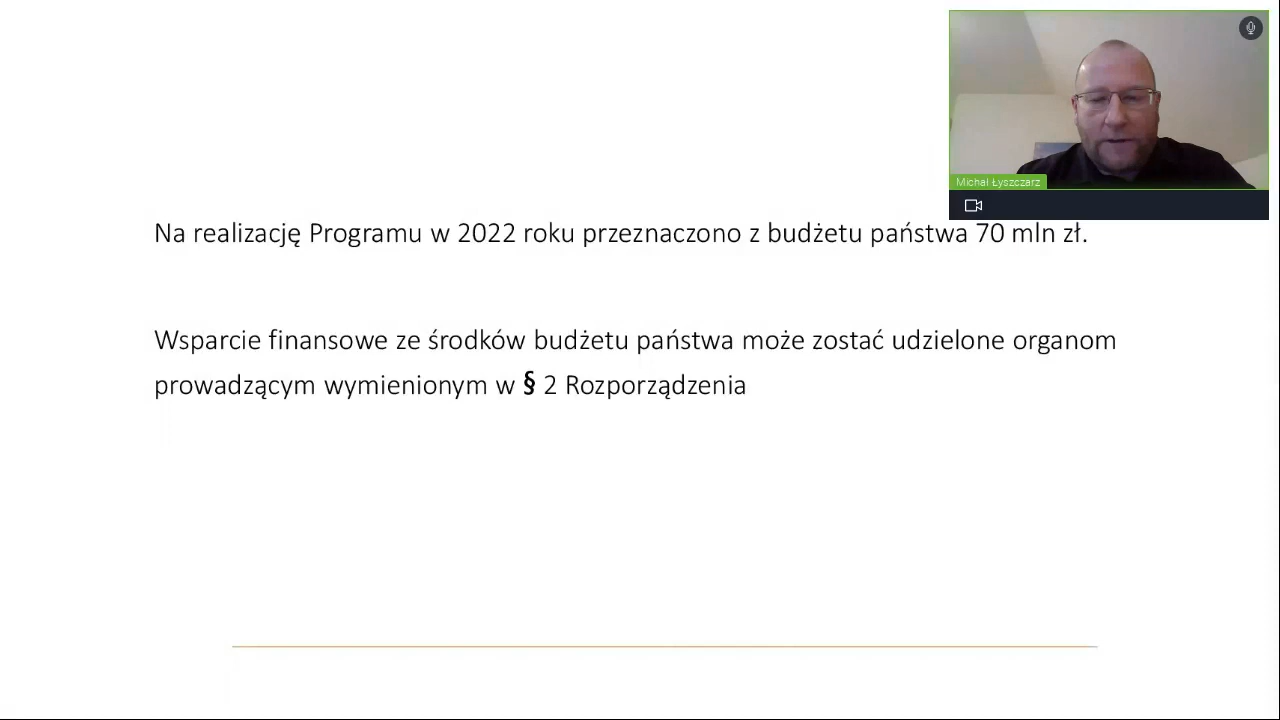 Michał Łyszczarz
Na realizację Programu w 2022 roku przeznaczono z budżetu państwa 70 mln zł.
Wsparcie finansowe ze środków budżetu państwa może zostać udzielone organom
prowadzącym wymienionym w § 2 Rozporządzenia